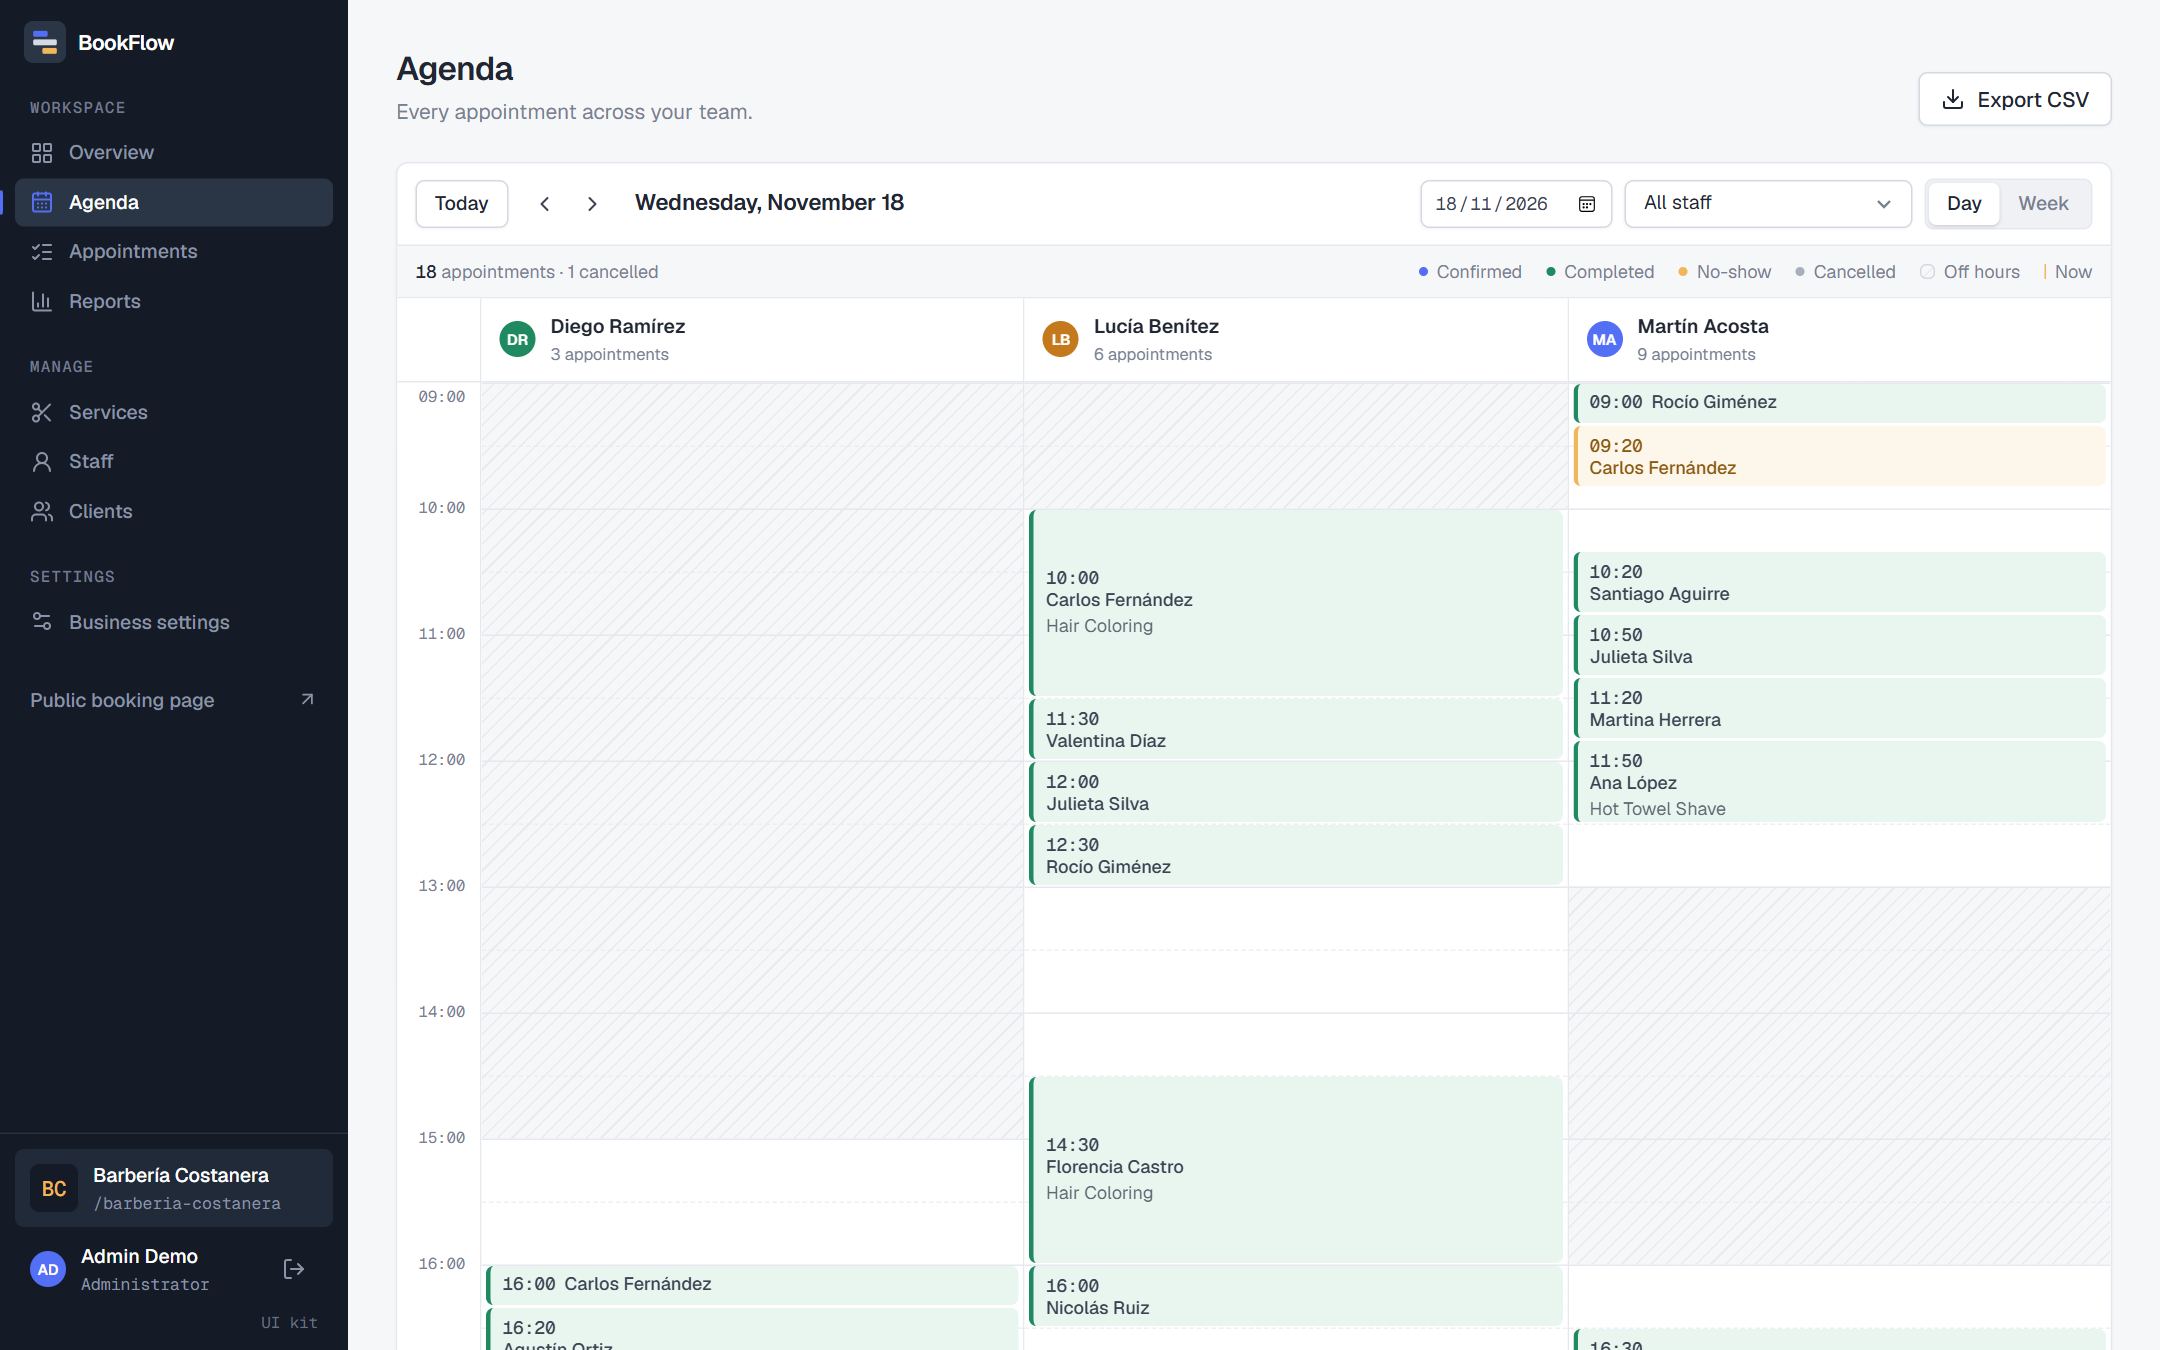 BookFlow
WORKSPACE
Overview
Agenda
Appointments
Reports
MANAGE
Services
Staff
Clients
SETTINGS
Business settings
Public booking page
BC
Barbería Costanera
/barberia-costanera
AD
Admin Demo
Administrator
UI kit
Agenda
Every appointment across your team.
Export CSV
Today
Wednesday, November 18
18/11/2026
All staff
Day
Week
18 appointments · 1 cancelled
Confirmed
Completed
No-show
Cancelled
Off hours
Now
DR
Diego Ramírez
3 appointments
LB
Lucía Benítez
6 appointments
MA
Martín Acosta
9 appointments
09:00
10:00
11:00
12:00
13:00
14:00
15:00
16:00
16:00 Carlos Fernández
16:20
Agustín Ortiz
10:00
Carlos Fernández
Hair Coloring
11:30
Valentina Díaz
12:00
Julieta Silva
12:30
Rocío Giménez
14:30
Florencia Castro
Hair Coloring
16:00
Nicolás Ruiz
09:00 Rocío Giménez
09:20
Carlos Fernández
10:20
Santiago Aguirre
10:50
Julieta Silva
11:20
Martina Herrera
11:50
Ana López
Hot Towel Shave
16:30